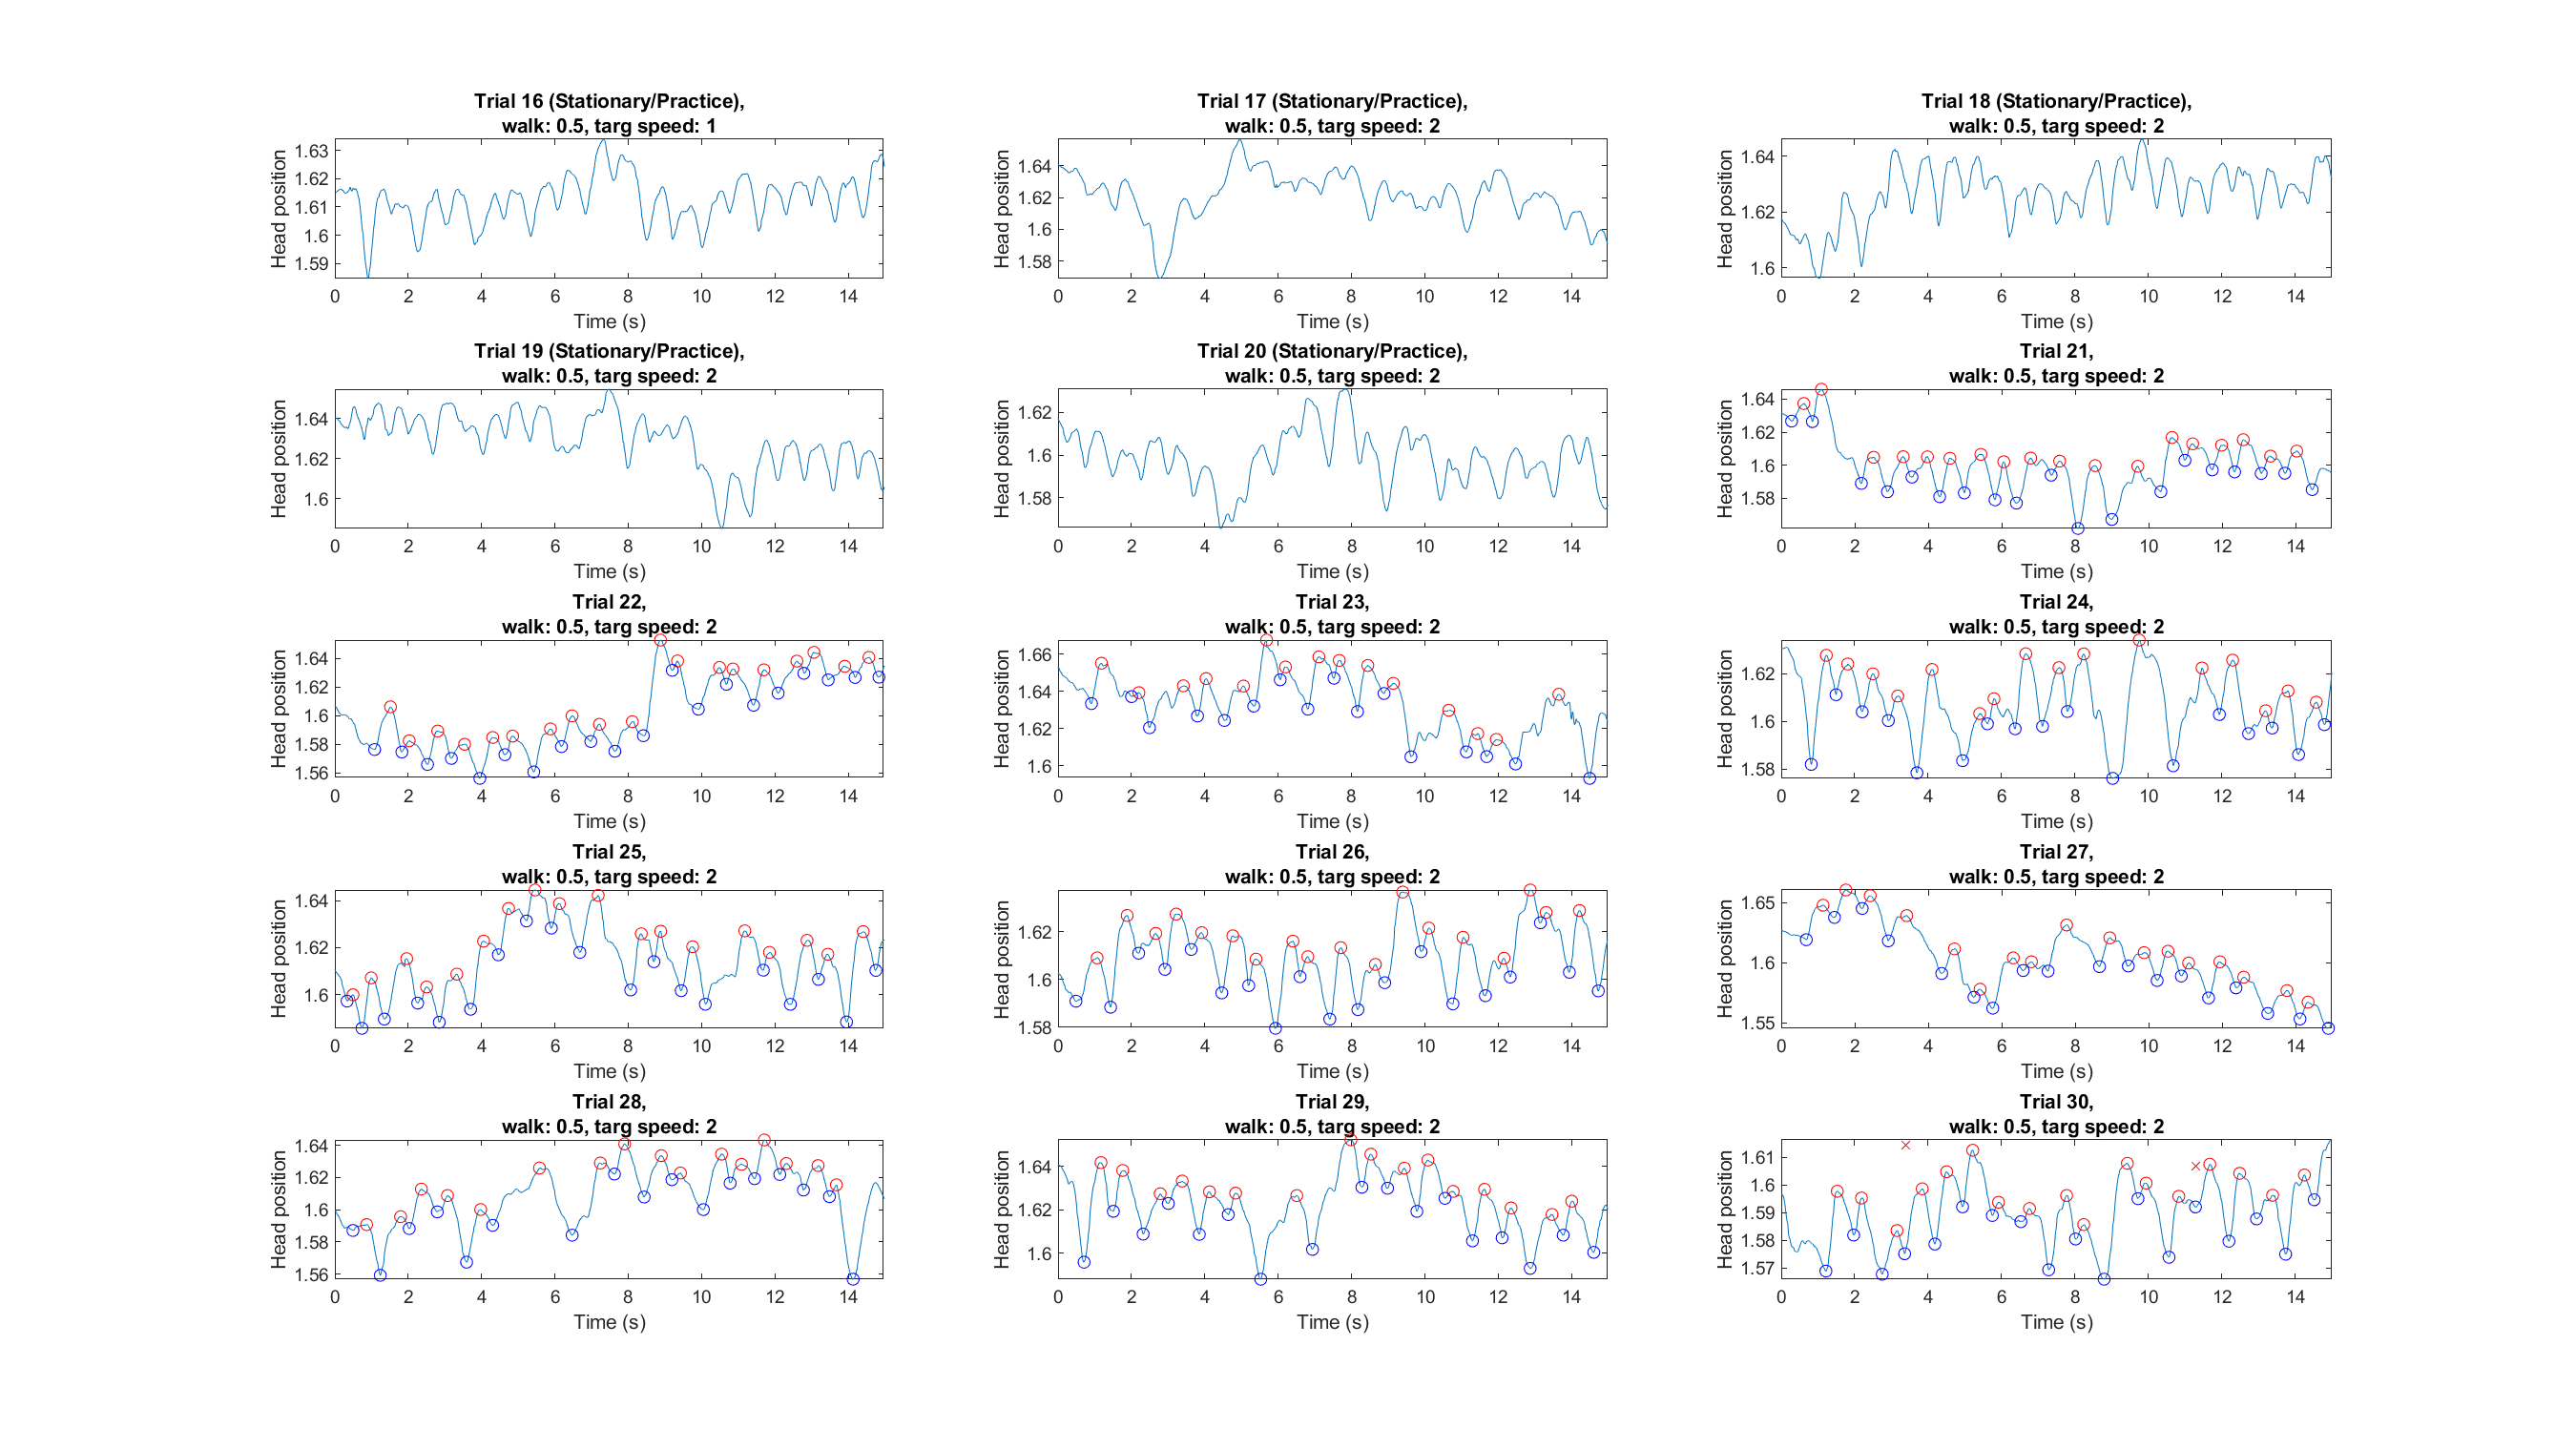 Trial 16 (Stationary/Practice),
walk: 0.5, targ speed: 1
Head position
1.63
1.62
1.61
1.6
1.59
0 2 4 6 8 10 12 14
Time (s)
Trial 17 (Stationary/Practice),
walk: 0.5, targ speed: 2
Head position
1.64
1.62
1.6
1.58
0 2 4 6 8 10 12 14
Time (s)
Trial 18 (Stationary/Practice),
walk: 0.5, targ speed: 2
Head position
1.64
1.62
1.6
0 2 4 6 8 10 12 14
Time (s)
Trial 19 (Stationary/Practice),
walk: 0.5, targ speed: 2
Head position
1.64
1.62
1.6
0 2 4 6 8 10 12 14
Time (s)
Trial 20 (Stationary/Practice),
walk: 0.5, targ speed: 2
Head position
1.62
1.6
1.58
0 2 4 6 8 10 12 14
Time (s)
Trial 21,
walk: 0.5, targ speed: 2
Head position
1.64
1.62
1.6
1.58
0 2 4 6 8 10 12 14
Time (s)
Trial 22,
walk: 0.5, targ speed: 2
Head position
1.64
1.62
1.6
1.58
1.56
0 2 4 6 8 10 12 14
Time (s)
Trial 23,
walk: 0.5, targ speed: 2
Head position
1.66
1.64
1.62
1.6
0 2 4 6 8 10 12 14
Time (s)
Trial 24,
walk: 0.5, targ speed: 2
Head position
1.62
1.6
1.58
0 2 4 6 8 10 12 14
Time (s)
Trial 25,
walk: 0.5, targ speed: 2
Head position
1.64
1.62
1.6
0 2 4 6 8 10 12 14
Time (s)
Trial 26,
walk: 0.5, targ speed: 2
Head position
1.62
1.6
1.58
0 2 4 6 8 10 12 14
Time (s)
Trial 27,
walk: 0.5, targ speed: 2
Head position
1.65
1.6
1.55
0 2 4 6 8 10 12 14
Time (s)
Trial 28,
walk: 0.5, targ speed: 2
Head position
1.64
1.62
1.6
1.58
1.56
0 2 4 6 8 10 12 14
Time (s)
Trial 29,
walk: 0.5, targ speed: 2
Head position
1.64
1.62
1.6
0 2 4 6 8 10 12 14
Time (s)
Trial 30,
walk: 0.5, targ speed: 2
Head position
1.61
1.6
1.59
1.58
1.57
0 2 4 6 8 10 12 14
Time (s)